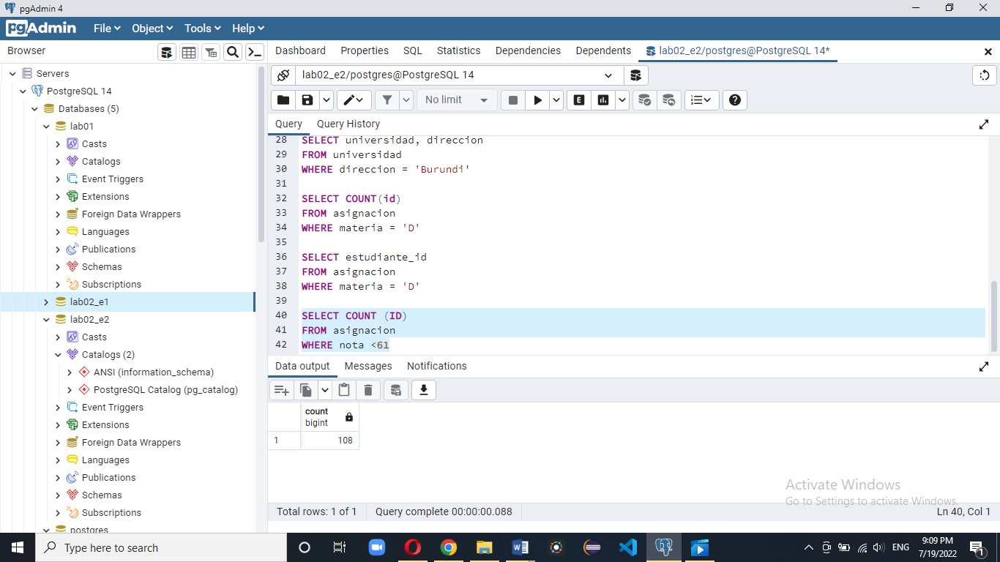 pgAdmin 4
pgAdmin File Object Tools Help
Browser
Dashboard Properties SQL Statistics Dependencies Dependents lab02_e2/postgres@PostgreSQL 14*
Servers
PostgreSQL 14
Databases (5)
lab01
Casts
Catalogs
Event Triggers
Extensions
Foreign Data Wrappers
Languages
Publications
Schemas
Subscriptions
lab02_e1
lab02_e2
Casts
Catalogs (2)
ANSI (information_schema)
PostgreSQL Catalog (pg_catalog)
Event Triggers
Extensions
Foreign Data Wrappers
Languages
Publications
Schemas
Subscriptions
postgres
lab02_e2/postgres@PostgreSQL 14
No limit
E
Query Query History
28 SELECT universidad, direccion
29 FROM universidad
30 WHERE direccion = 'Burundi'
31
32 SELECT COUNT(id)
33 FROM asignacion
34 WHERE materia = 'D'
35
36 SELECT estudiante_id
37 FROM asignacion
38 WHERE materia = 'D'
39
40 SELECT COUNT (ID)
41 FROM asignacion
42 WHERE nota <61
Data output Messages Notifications
count
bigint
1 108
Activate Windows
Go to Settings to activate Windows.
Total rows: 1 of 1 Query complete 00:00:00.088 Ln 40, Col 1
Type here to search
ENG
9:09 PM
7/19/2022
1